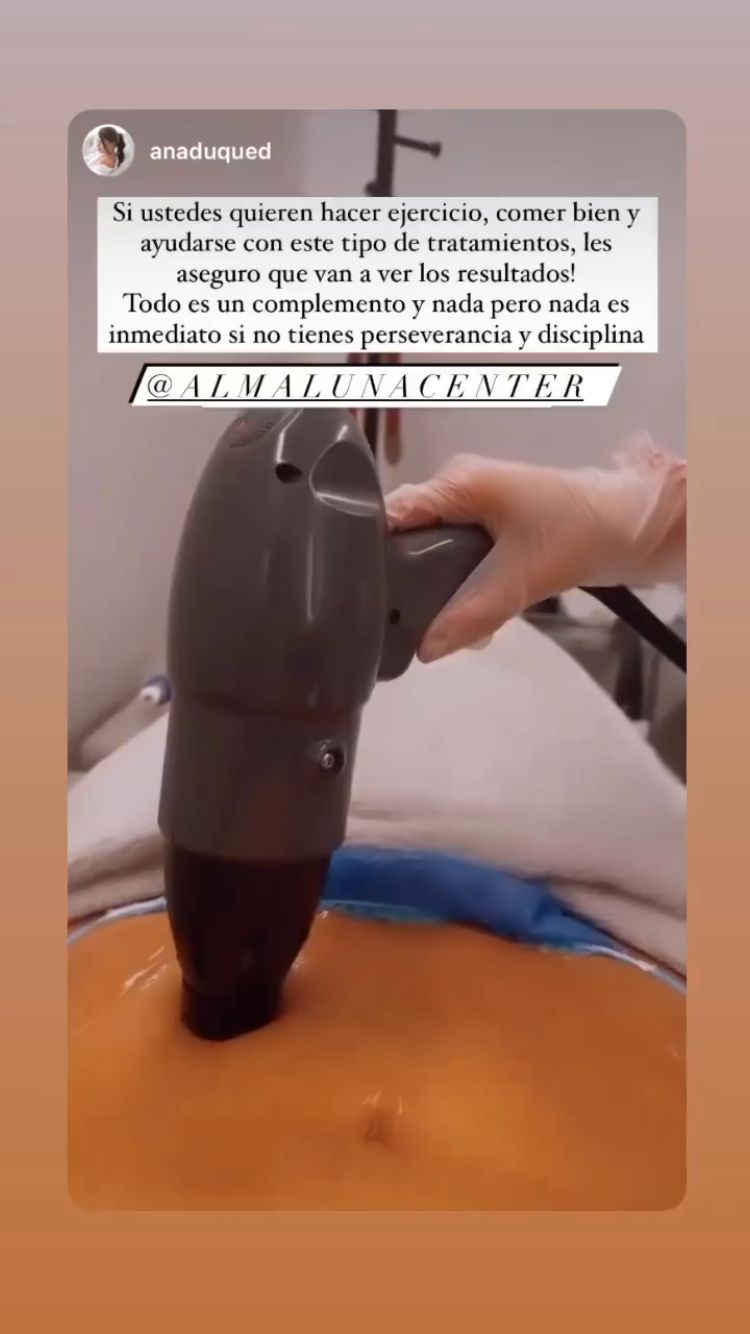 anaduqued
Si ustedes quieren hacer ejercicio, comer bien y
ayudarse con este tipo de tratamientos, les
aseguro que van a ver los resultados!
Todo es un complemento y nada pero nada es
inmediato si no tienes perseverancia y disciplina
@ALMALUNACENTER